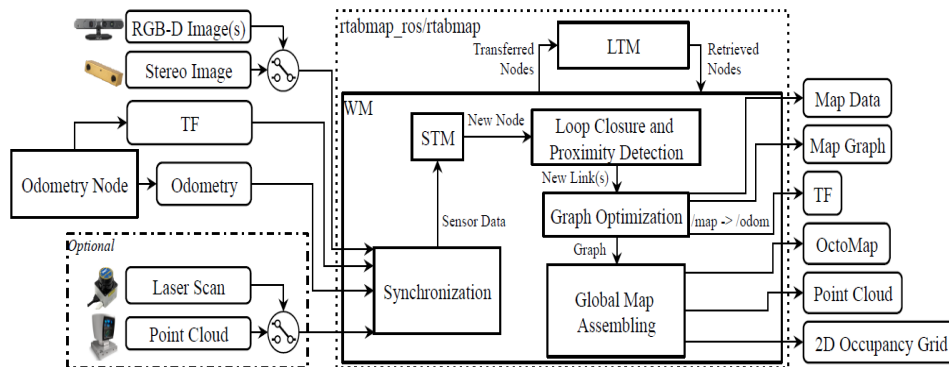 RGB-D Image(s)
Stereo Image
TF
Odometry Node
Odometry
Optional
Laser Scan
Point Cloud
rtabmap_ros/rtabmap
Transferred
Nodes
LTM
Retrieved
Nodes
WM
STM
New Node
Loop Closure and
Proximity Detection
New Link(s)
Graph Optimization
/map -> /odom
Sensor Data
Graph
Synchronization
Global Map
Assembling
Map Data
Map Graph
TF
OctoMap
Point Cloud
2D Occupancy Grid